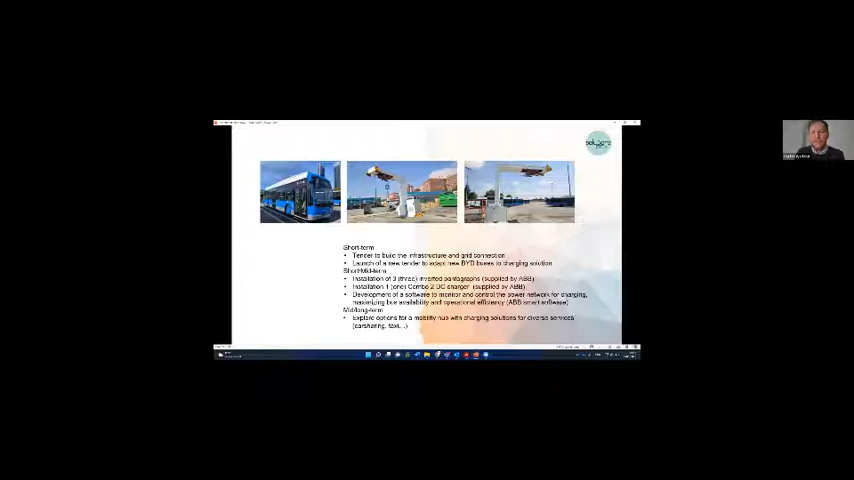 Short-term
• Tender to build the infrastructure and grid connection
• Launch of a new tender to adapt new BYD buses to charging solution
Short-Mid-term
• Installation of 3 (three) inverted pantographs (supplied by ABB)
• Installation 1 (one) Combo 2 DC charger (supplied by ABB)
• Development of a software to monitor and control the power network for charging,
maximizing bus availability and operational efficiency (ABB smart software)
Mid/long-term
• Explore options for a mobility hub with charging solutions for diverse services
(carsharing, taxi...)